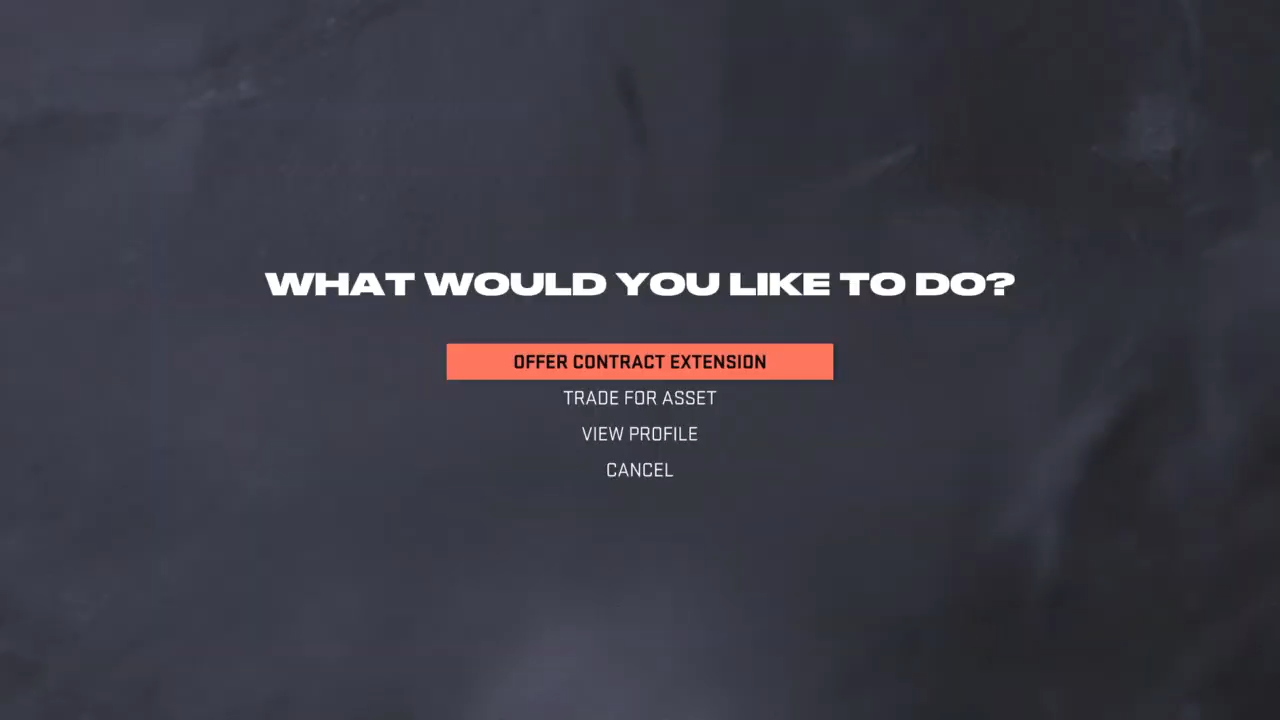 WHAT WOULD YOU LIKE TO DO?
OFFER CONTRACT EXTENSION
TRADE FOR ASSET
VIEW PROFILE
CANCEL